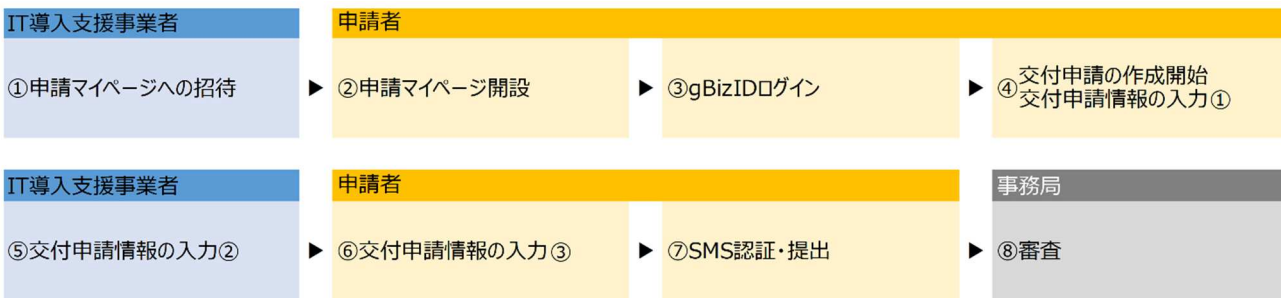 IT導入支援事業者
申請者
①申請マイページへの招待
▶
②申請マイページ開設
▶
③gBizIDログイン
▶
④交付申請の作成開始
交付申請情報の入力①
IT導入支援事業者
申請者
事務局
⑤交付申請情報の入力②
▶
⑥交付申請情報の入力③
▶
⑦SMS認証・提出
▶
⑧審査